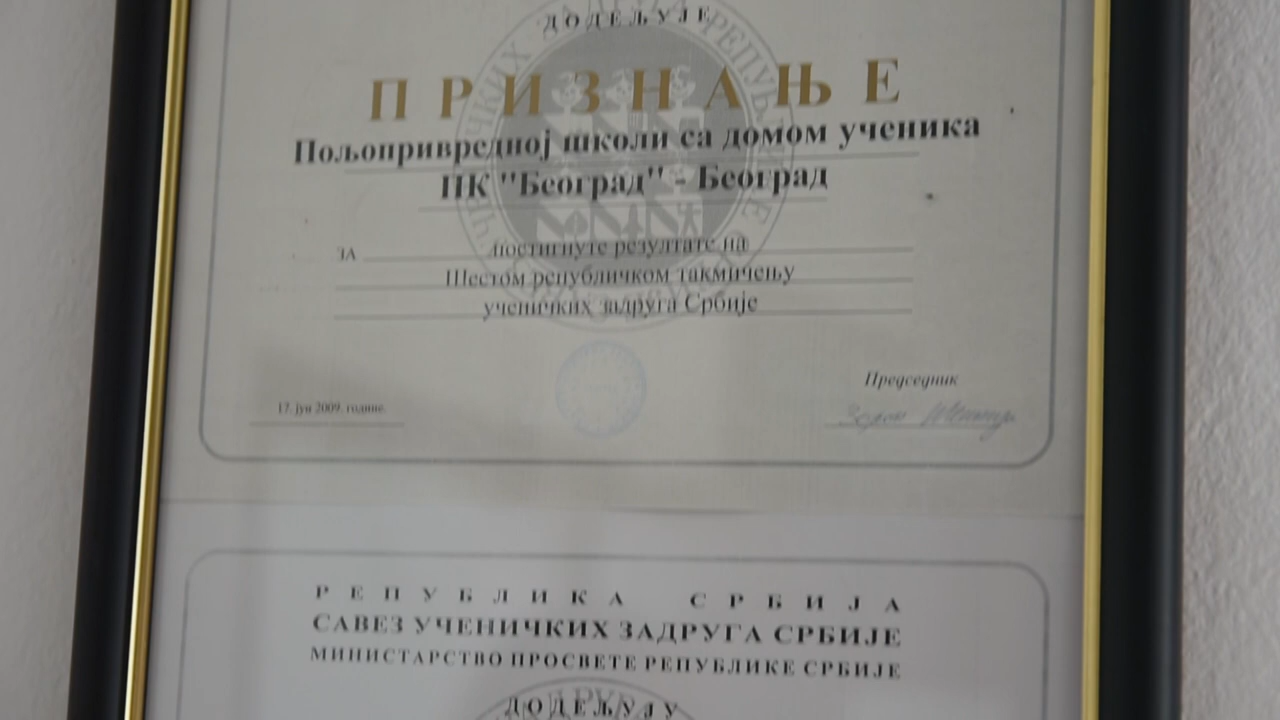 ДОДЕЉУЈЕ
ПРИЗНАЊЕ
Пољопривредној школи са домом ученика
ПК "Београд" - Београд
ЗА постигнуте резултате на
Шестом републичком такмичењу
ученичких задруга Србије
Председник
17. јун 2009. године.
РЕПУБЛИКА СРБИЈА
САВЕЗ УЧЕНИЧКИХ ЗАДРУГА СРБИЈЕ
МИНИСТАРСТВО ПРОСВЕТЕ РЕПУБЛИКЕ СРБИЈЕ
ДОДЕЉУЈУ